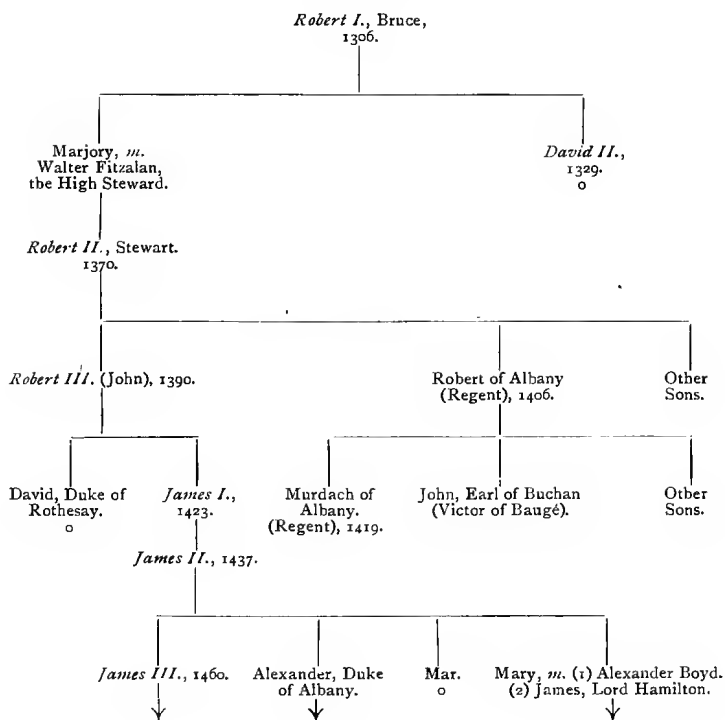 Robert I., Bruce,
1306.
Marjory, m.
Walter Fitzalan,
the High Steward.
David II.,
1329.
o
Robert II., Stewart.
1370.
Robert III. (John), 1390.
Robert of Albany
(Regent), 1406.
Other
Sons.
David, Duke of
Rothesay.
o
James I.,
1423.
Murdach of
Albany.
(Regent), 1419.
John, Earl of Buchan
(Victor of Baugé).
Other
Sons.
James II., 1437.
James III., 1460.
Alexander, Duke
of Albany.
Mar.
o
Mary, m. (1) Alexander Boyd.
(2) James, Lord Hamilton.